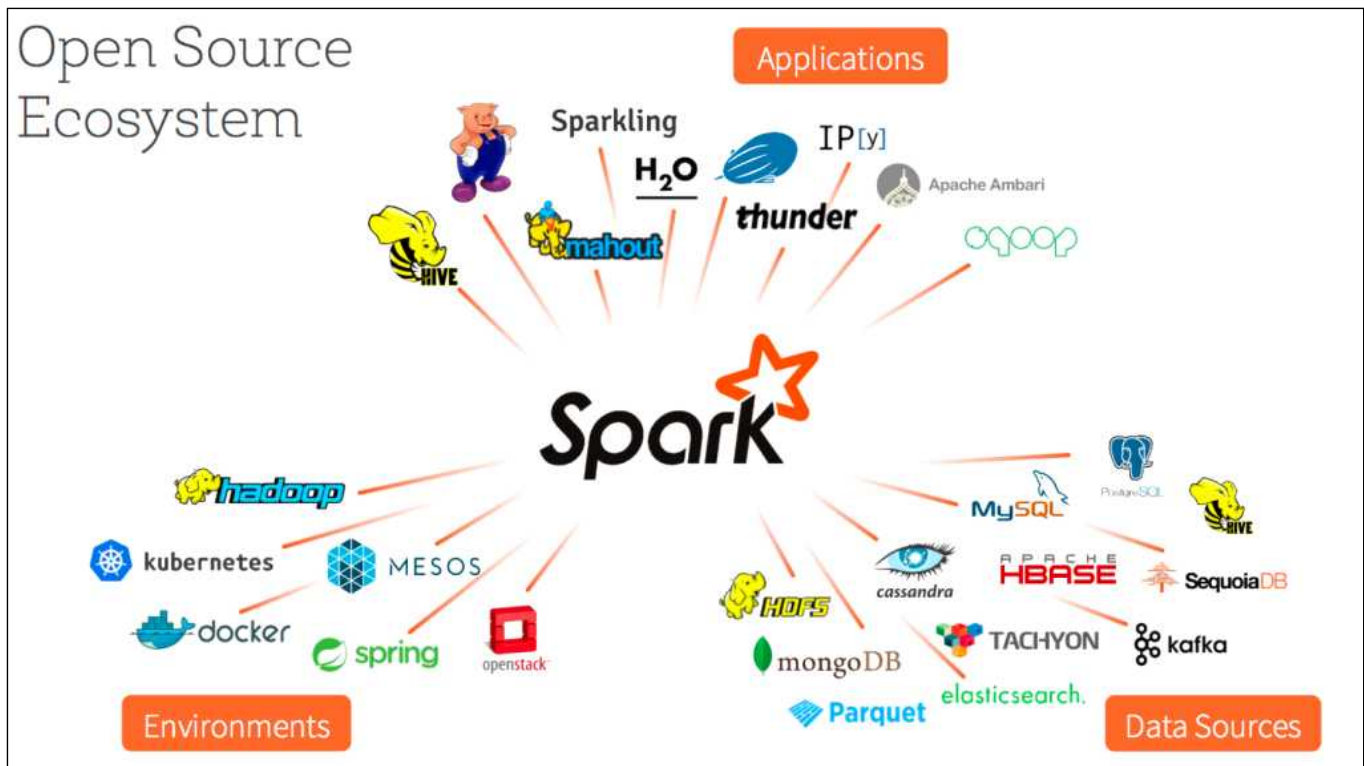 Open Source
Ecosystem
Applications
Sparkling
H₂O
IP[y]
Apache Ambari
thunder
mahout
sqoop
HIVE
Spark
hadoop
kubernetes
MESOS
docker
spring
openstack
Environments
PostgreSQL
MySQL
HIVE
cassandra
APACHE
HBASE
SequoiaDB
HDFS
TACHYON
kafka
mongoDB
elasticsearch.
Parquet
Data Sources